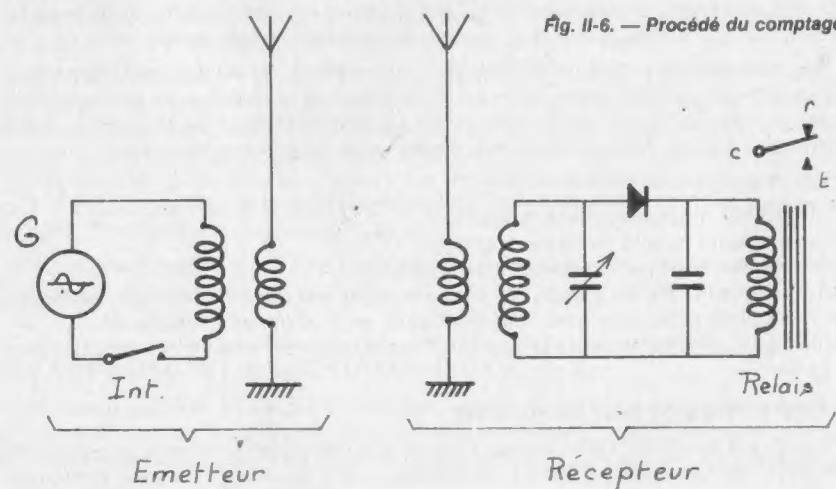 Fig. II-6. — Procédé du comptage
r
c
t
G
Int.
Relais
Emetteur
Récepteur